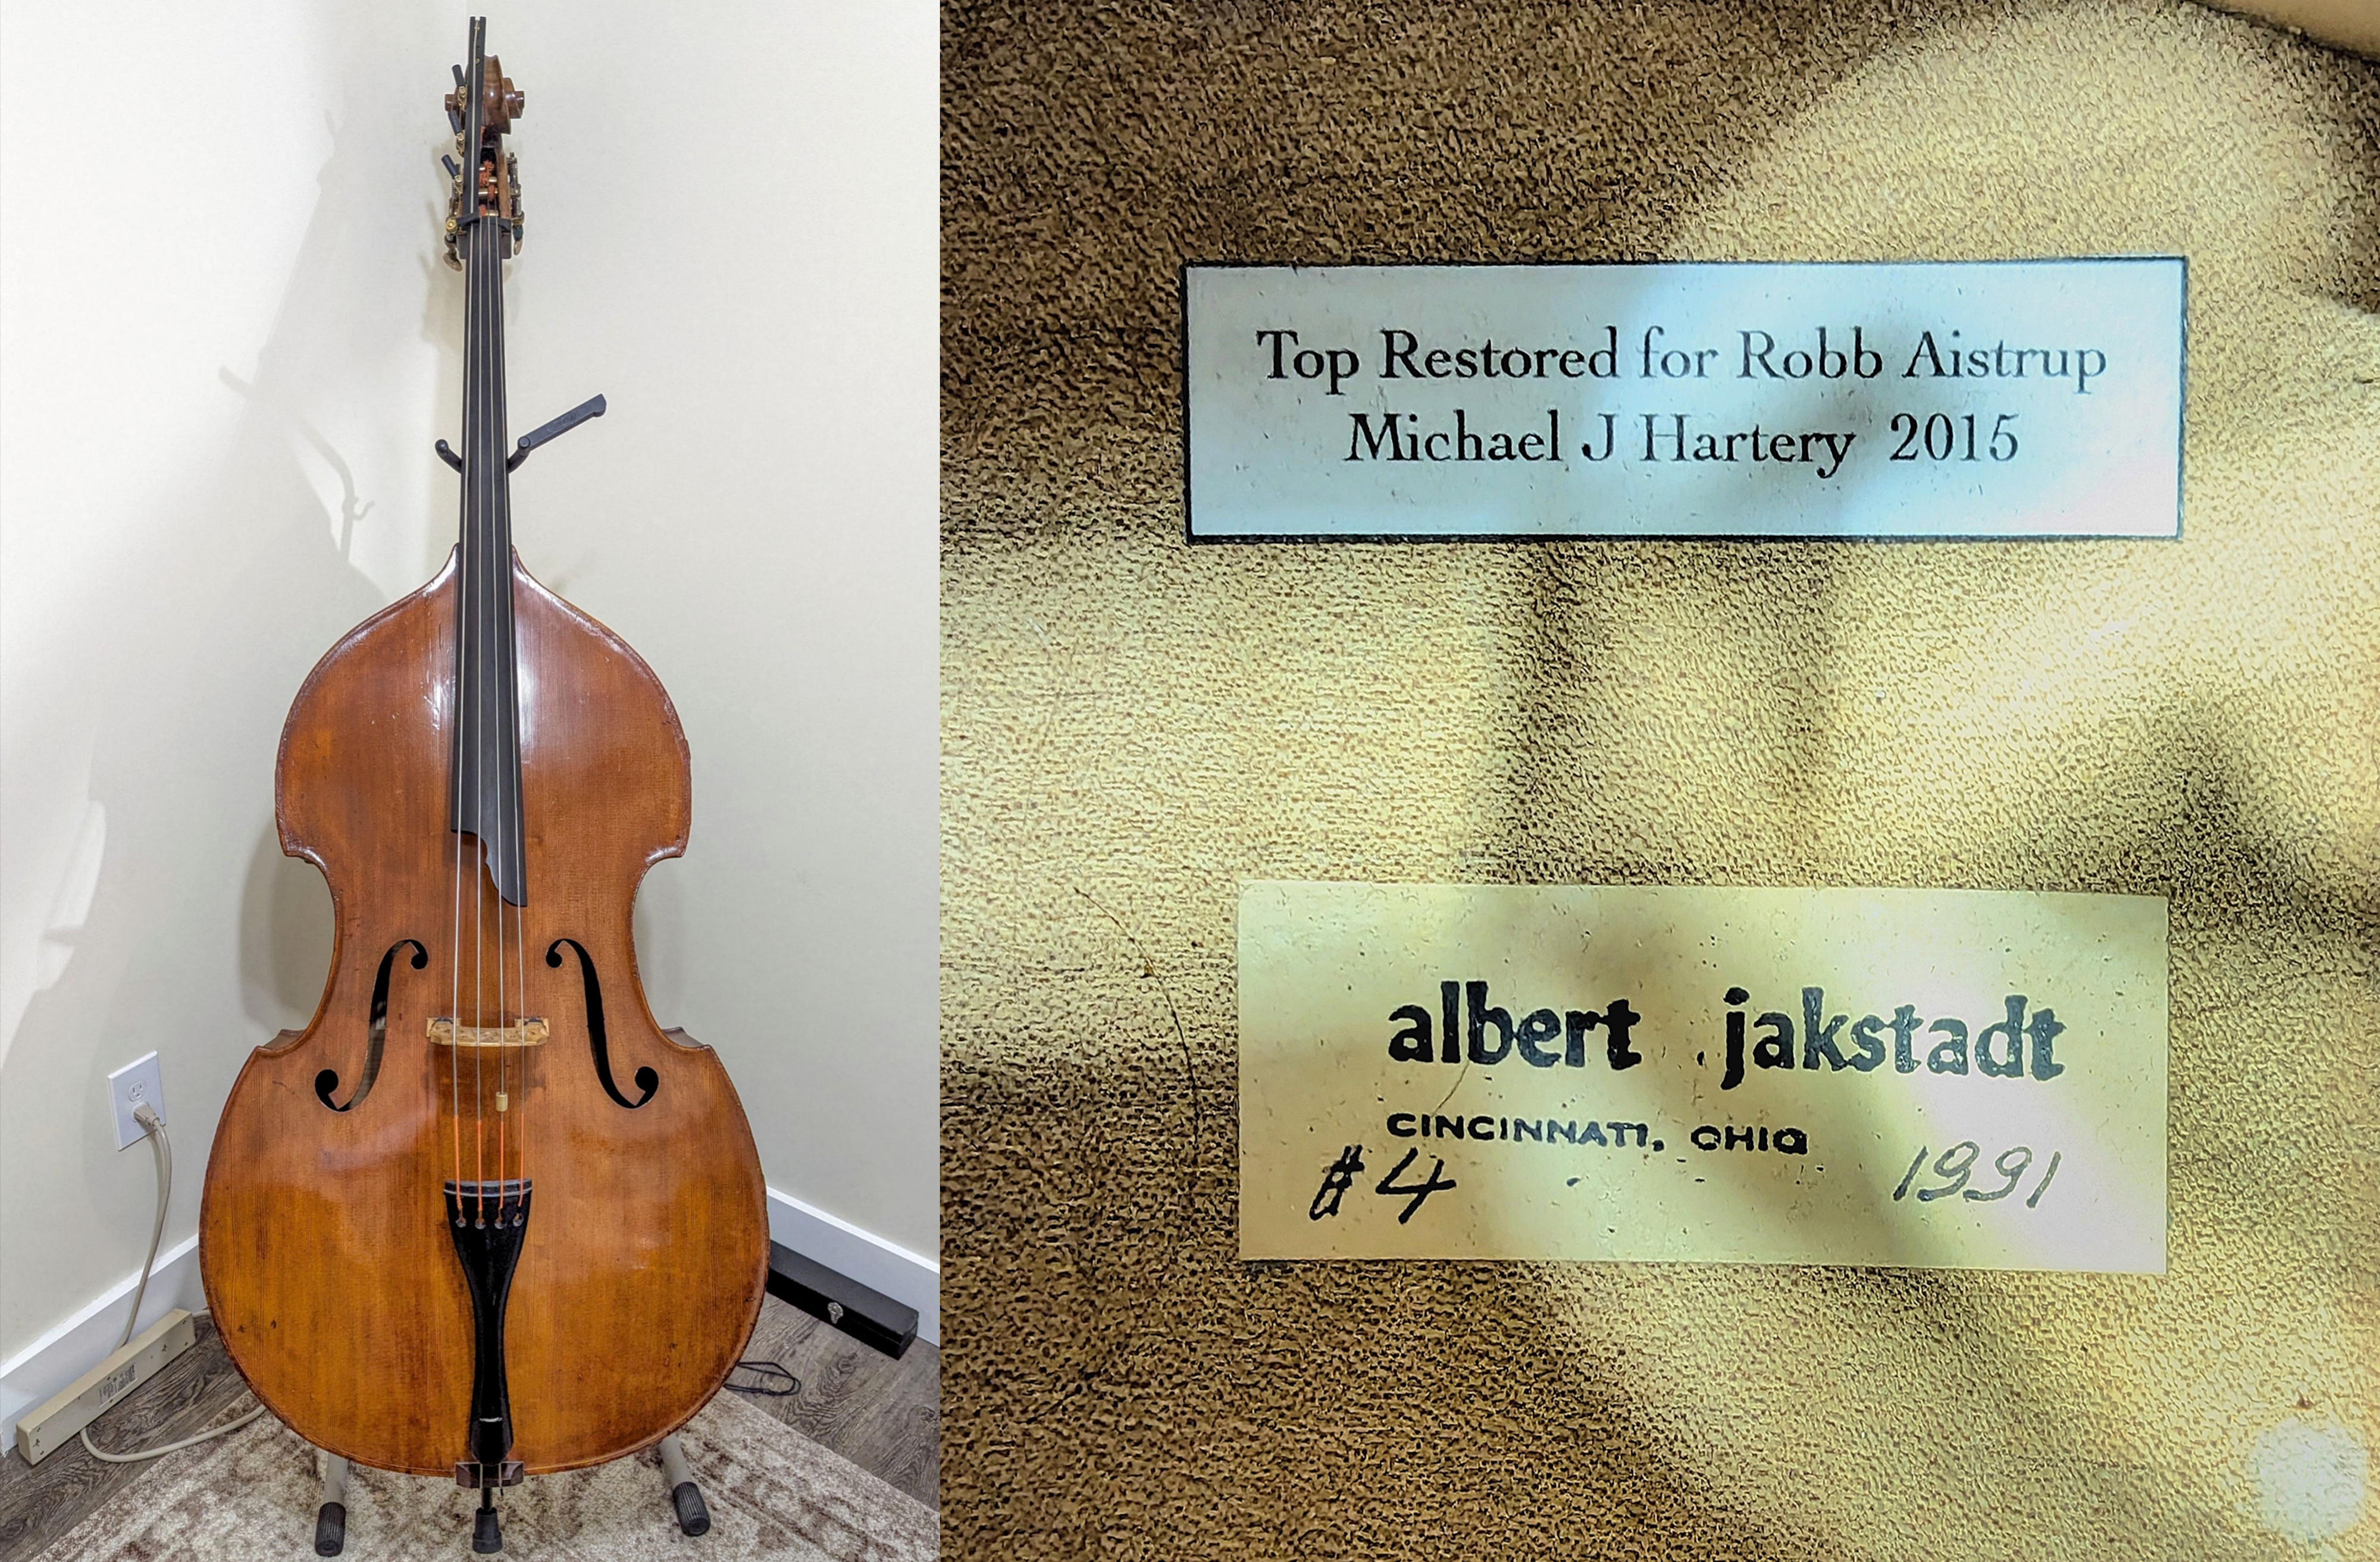 Top Restored for Robb Aistrup
Michael J Hartery 2015
albert jakstadt
CINCINNATI, OHIO
#4 1991